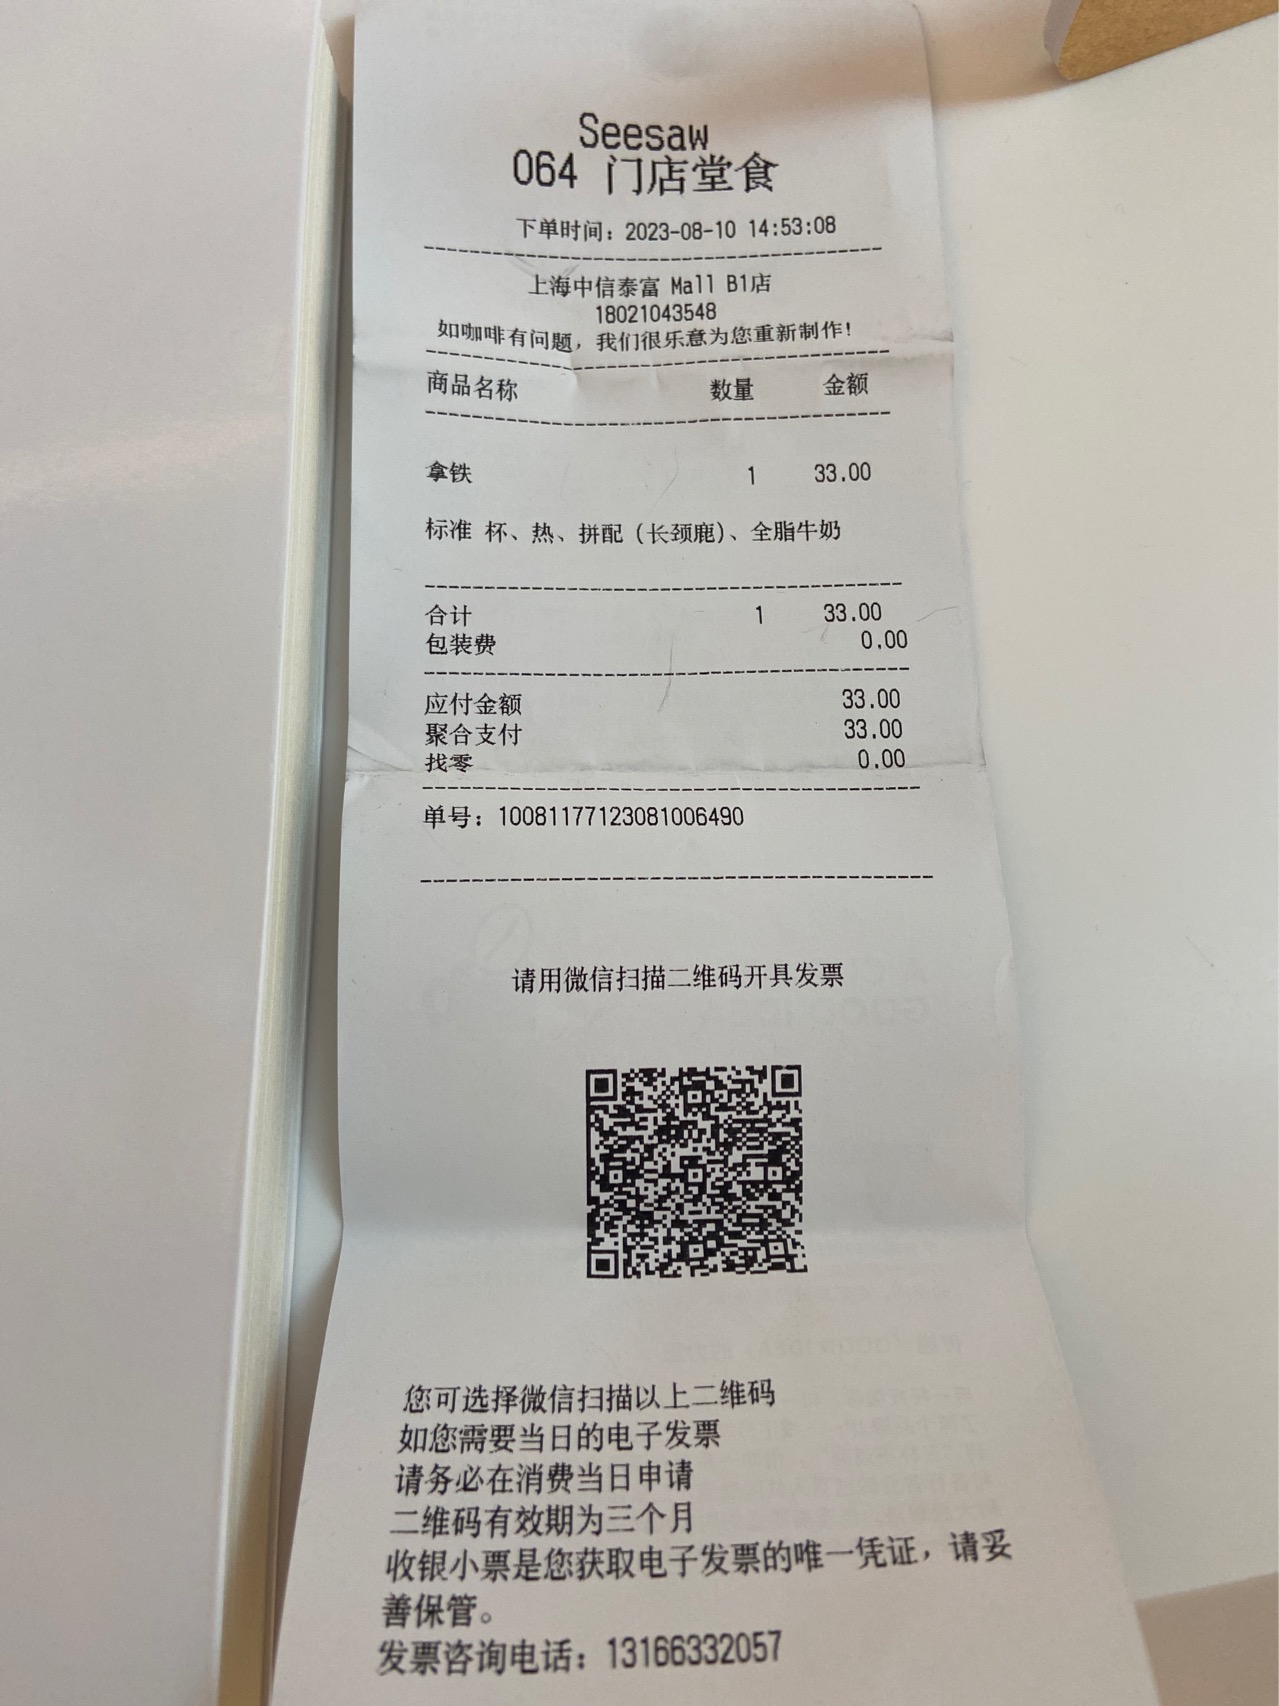 Seesaw
064 门店堂食
下单时间：2023-08-10 14:53:08
上海中信泰富 Mall B1店
18021043548
如咖啡有问题，我们很乐意为您重新制作！
商品名称 数量 金额
拿铁 1 33.00
标准 杯、热、拼配（长颈鹿）、全脂牛奶
合计 1 33.00
包装费 0.00
应付金额 33.00
聚合支付 33.00
找零 0.00
单号：10081177123081006490
请用微信扫描二维码开具发票
您可选择微信扫描以上二维码
如您需要当日的电子发票
请务必在消费当日申请
二维码有效期为三个月
收银小票是您获取电子发票的唯一凭证，请妥
善保管。
发票咨询电话：13166332057